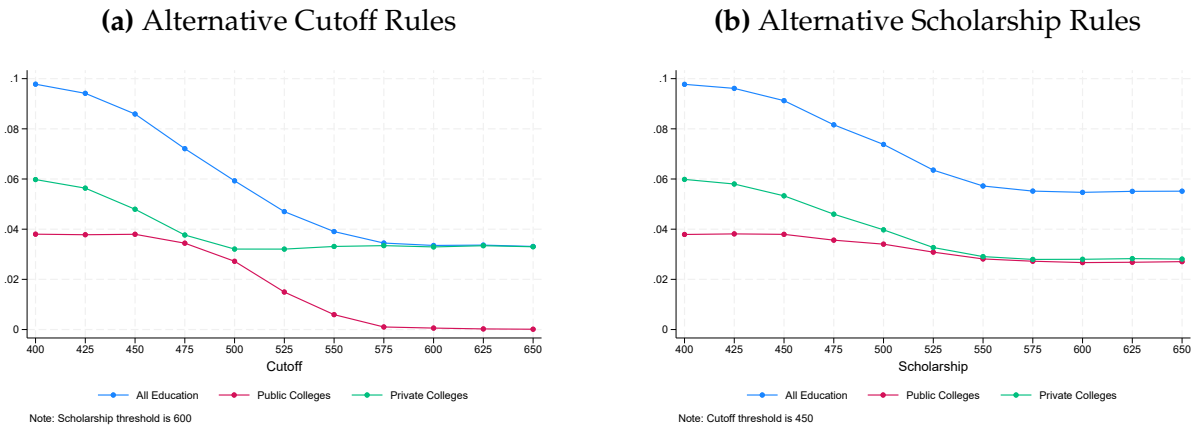 (a) Alternative Cutoff Rules
.1
.08
.06
.04
.02
0
400 425 450 475 500 525 550 575 600 625 650
Cutoff
All Education Public Colleges Private Colleges
Note: Scholarship threshold is 600
(b) Alternative Scholarship Rules
.1
.08
.06
.04
.02
0
400 425 450 475 500 525 550 575 600 625 650
Scholarship
All Education Public Colleges Private Colleges
Note: Cutoff threshold is 450